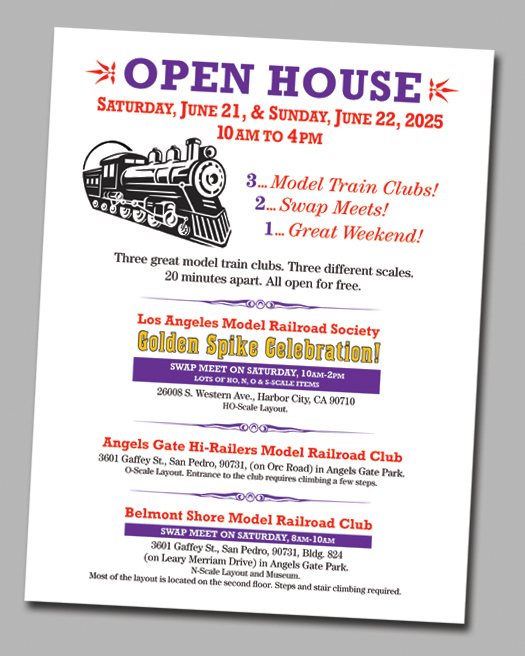 OPEN HOUSE
SATURDAY, JUNE 21, & SUNDAY, JUNE 22, 2025
10 AM TO 4 PM
3... Model Train Clubs!
2... Swap Meets!
1... Great Weekend!
Three great model train clubs. Three different scales.
20 minutes apart. All open for free.
Los Angeles Model Railroad Society
Golden Spike Celebration!
SWAP MEET ON SATURDAY, 10AM-2PM
LOTS OF HO, N, O & S-SCALE ITEMS
26008 S. Western Ave., Harbor City, CA 90710
HO-Scale Layout.
Angels Gate Hi-Railers Model Railroad Club
3601 Gaffey St., San Pedro, 90731, (on Orc Road) in Angels Gate Park.
O-Scale Layout. Entrance to the club requires climbing a few steps.
Belmont Shore Model Railroad Club
SWAP MEET ON SATURDAY, 8AM-10AM
3601 Gaffey St., San Pedro, 90731, Bldg. 824
(on Leary Merriam Drive) in Angels Gate Park.
N-Scale Layout and Museum.
Most of the layout is located on the second floor. Steps and stair climbing required.